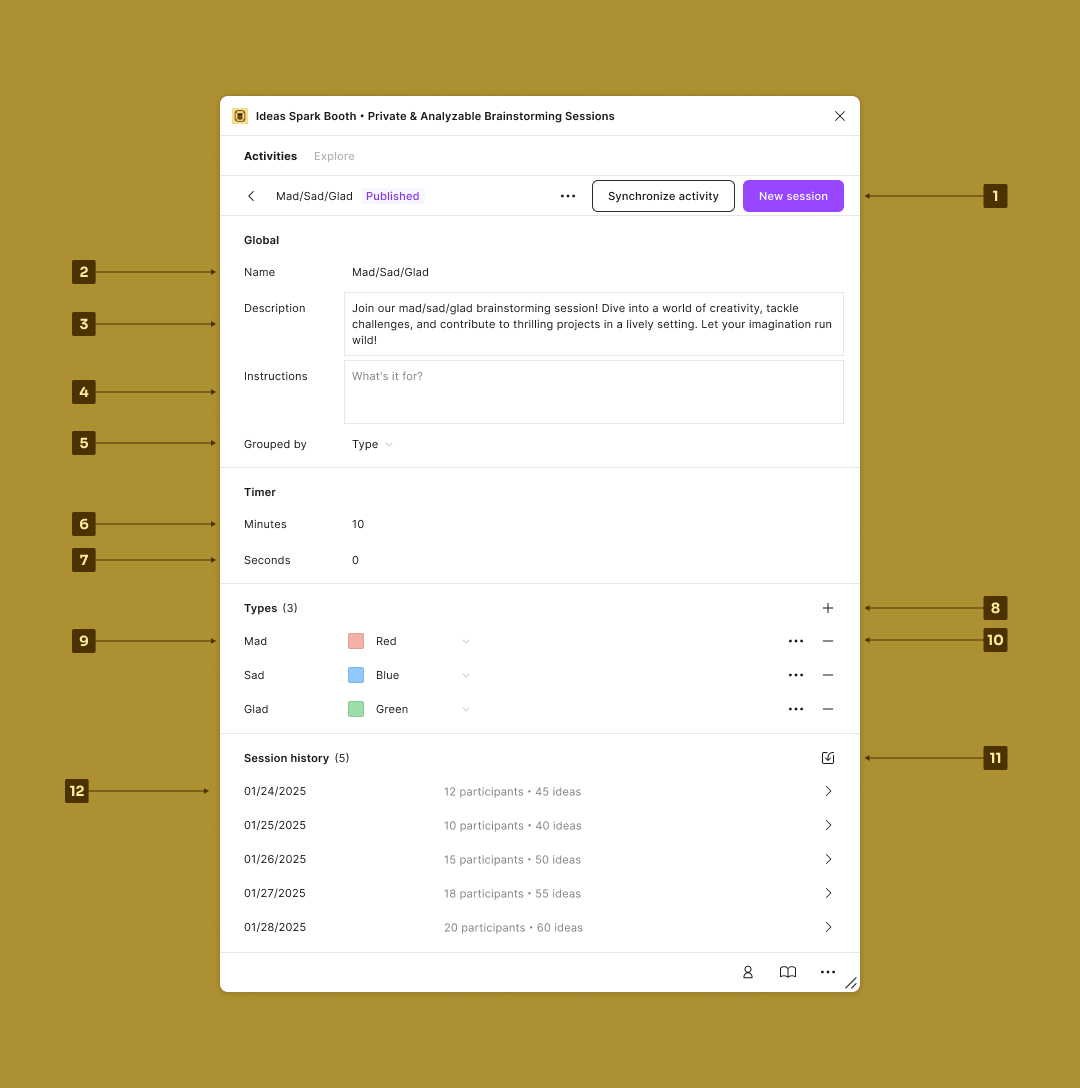 Ideas Spark Booth • Private & Analyzable Brainstorming Sessions
Activities Explore
Mad/Sad/Glad Published ••• Synchronize activity New session 1
Global
2 Name Mad/Sad/Glad
3 Description Join our mad/sad/glad brainstorming session! Dive into a world of creativity, tackle
challenges, and contribute to thrilling projects in a lively setting. Let your imagination run
wild!
4 Instructions What's it for?
5 Grouped by Type
Timer
6 Minutes 10
7 Seconds 0
Types (3) 8
9 Mad Red 10
Sad Blue
Glad Green
Session history (5) 11
12 01/24/2025 12 participants • 45 ideas
01/25/2025 10 participants • 40 ideas
01/26/2025 15 participants • 50 ideas
01/27/2025 18 participants • 55 ideas
01/28/2025 20 participants • 60 ideas